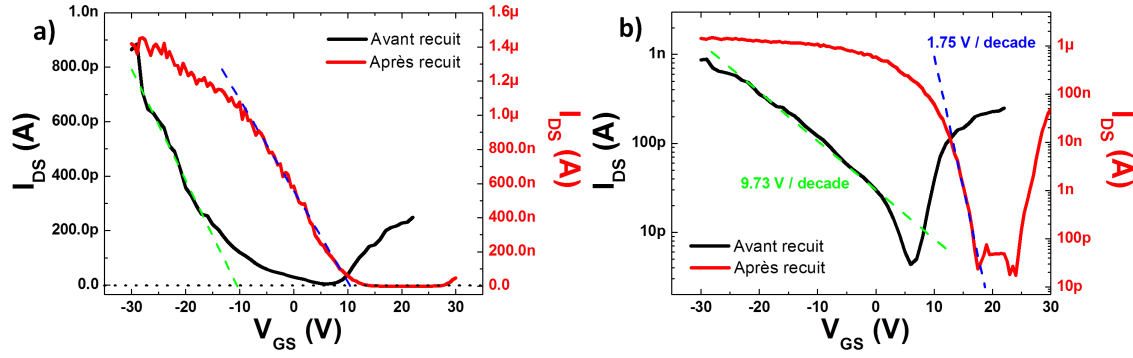 a)
1.0n
800.0p
600.0p
400.0p
200.0p
0.0
I_DS (A)
-30 -20 -10 0 10 20 30
V_GS (V)
1.6µ
1.4µ
1.2µ
1.0µ
800.0n
600.0n
400.0n
200.0n
0.0
I_DS (A)
Avant recuit
Après recuit
b)
1n
100p
10p
I_DS (A)
-30 -20 -10 0 10 20 30
V_GS (V)
1µ
100n
10n
1n
100p
10p
I_DS (A)
1.75 V / decade
9.73 V / decade
Avant recuit
Après recuit